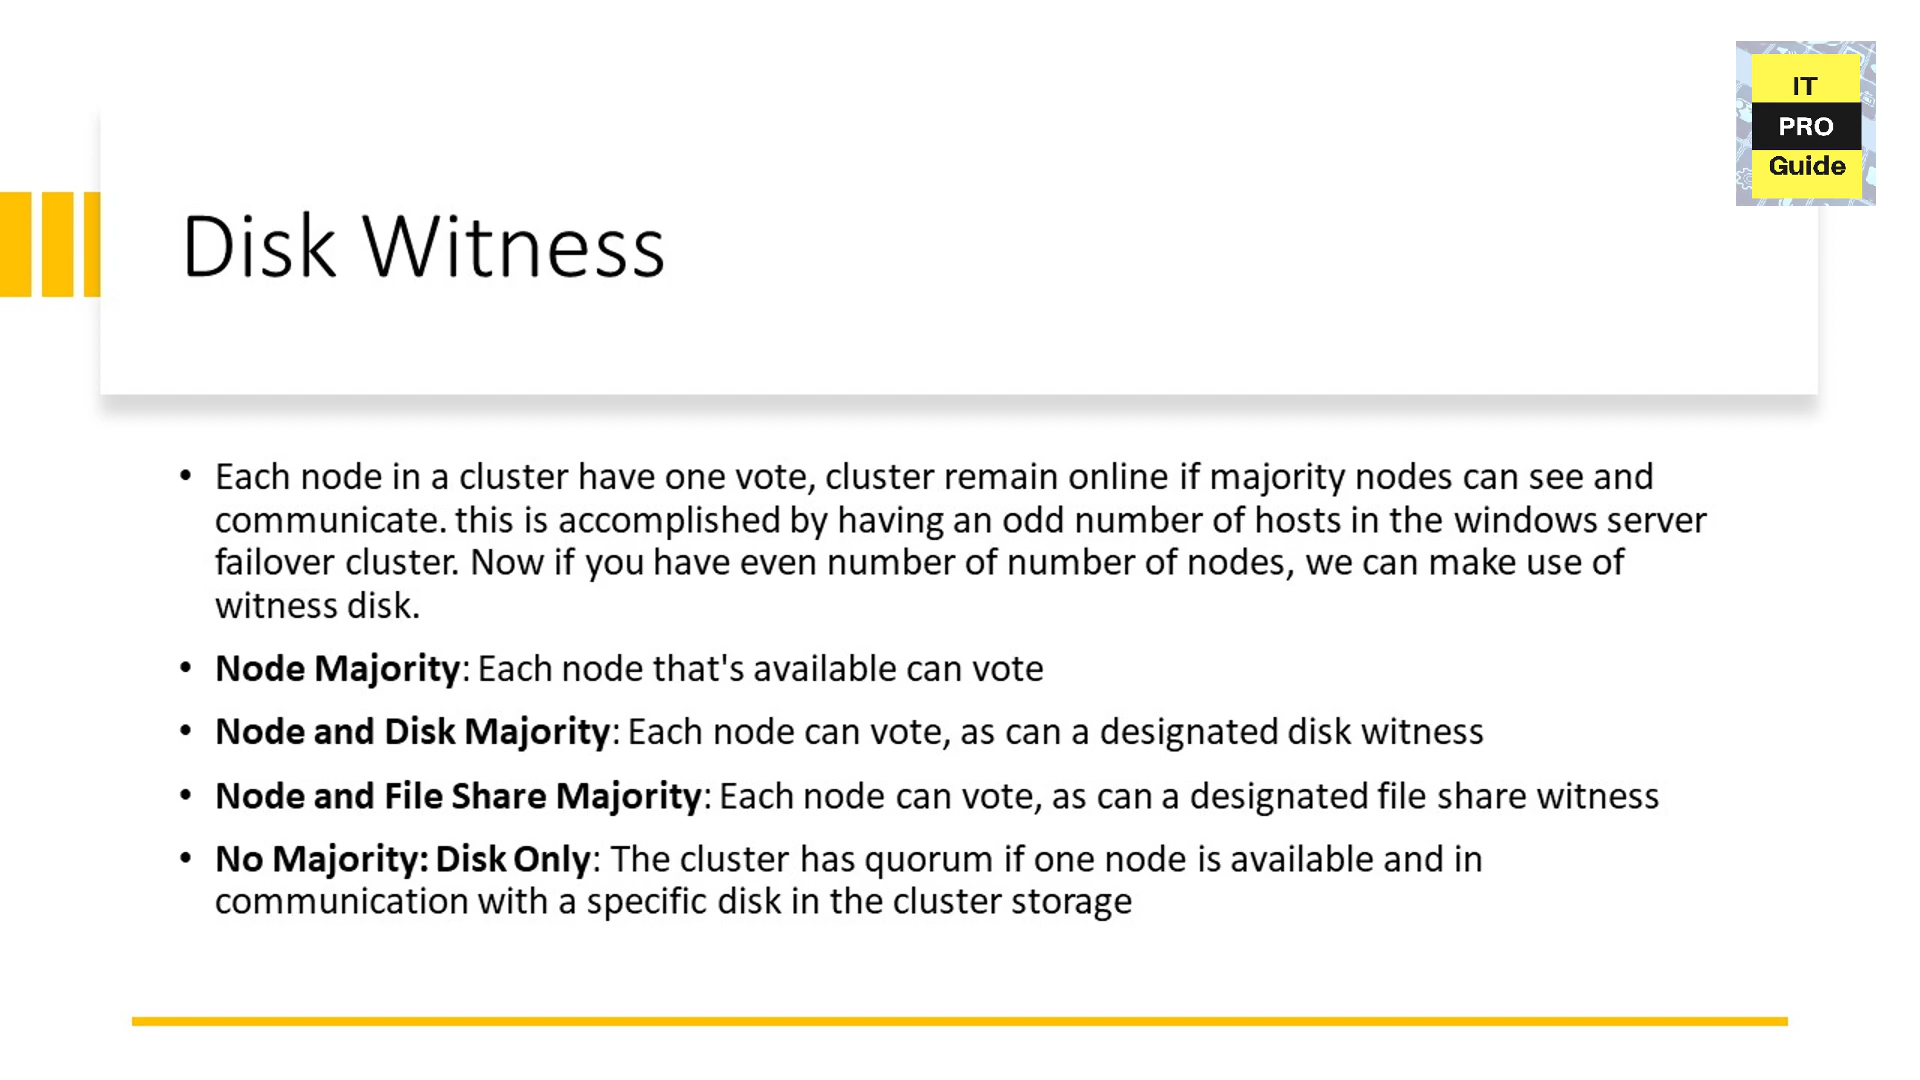 IT
PRO
Guide
Disk Witness
• Each node in a cluster have one vote, cluster remain online if majority nodes can see and
communicate. this is accomplished by having an odd number of hosts in the windows server
failover cluster. Now if you have even number of number of nodes, we can make use of
witness disk.
• Node Majority: Each node that's available can vote
• Node and Disk Majority: Each node can vote, as can a designated disk witness
• Node and File Share Majority: Each node can vote, as can a designated file share witness
• No Majority: Disk Only: The cluster has quorum if one node is available and in
communication with a specific disk in the cluster storage